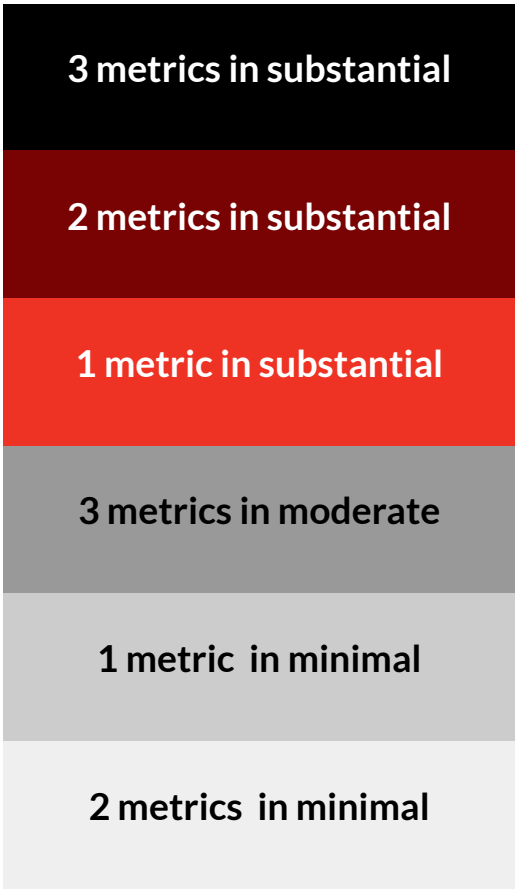 3 metrics in substantial
2 metrics in substantial
1 metric in substantial
3 metrics in moderate
1 metric  in minimal
2 metrics  in minimal